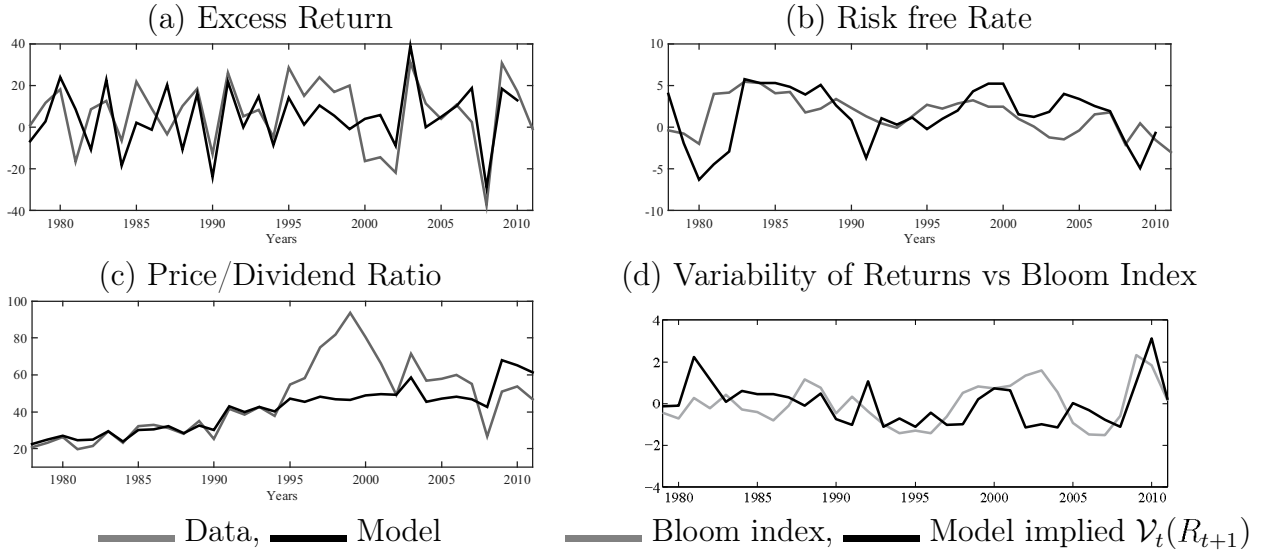 (a) Excess Return
40
20
0
-20
-40
1980 1985 1990 1995 2000 2005 2010
Years
(b) Risk free Rate
10
5
0
-5
-10
1980 1985 1990 1995 2000 2005 2010
Years
(c) Price/Dividend Ratio
100
80
60
40
20
1980 1985 1990 1995 2000 2005 2010
Years
(d) Variability of Returns vs Bloom Index
4
2
0
−2
−4
1980 1985 1990 1995 2000 2005 2010
Data, Model
Bloom index, Model implied 𝒱ₜ(Rₜ₊₁)